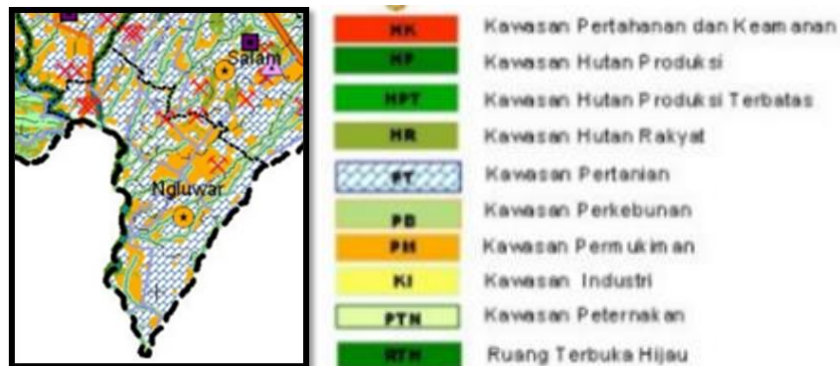 Salam
Ngluwar
HK Kawasan Pertahanan dan Keamanan
HP Kawasan Hutan Produksi
HPT Kawasan Hutan Produksi Terbatas
HR Kawasan Hutan Rakyat
PT Kawasan Pertanian
PB Kawasan Perkebunan
PM Kawasan Permukiman
KI Kawasan Industri
PTN Kawasan Peternakan
RTH Ruang Terbuka Hijau